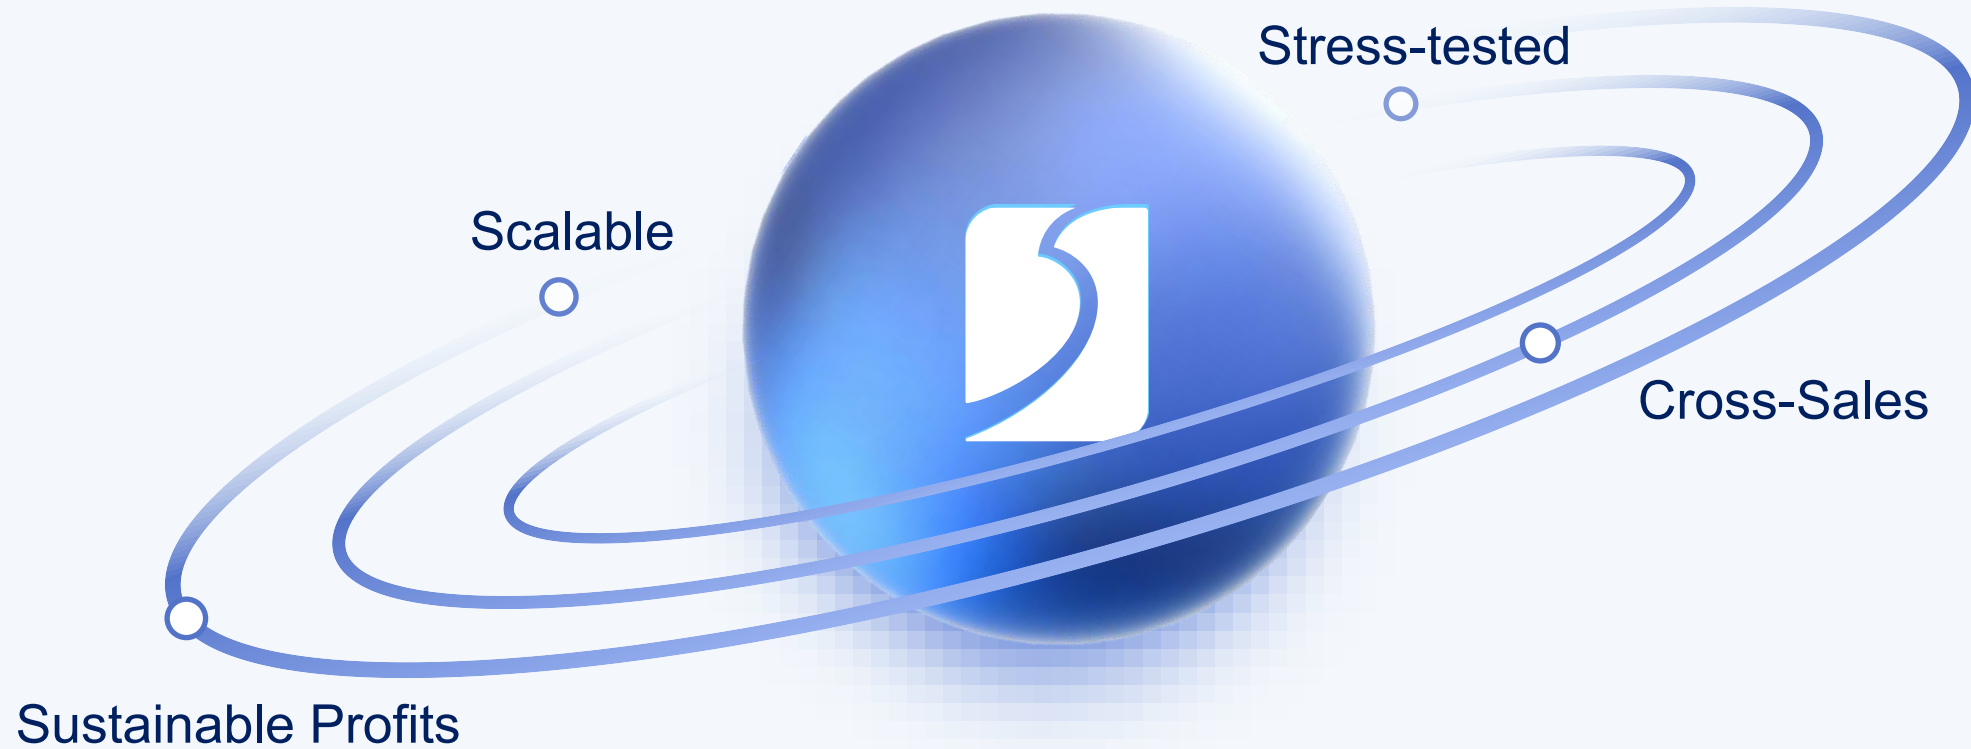 Stress-tested
Scalable
Cross-Sales
Sustainable Profits